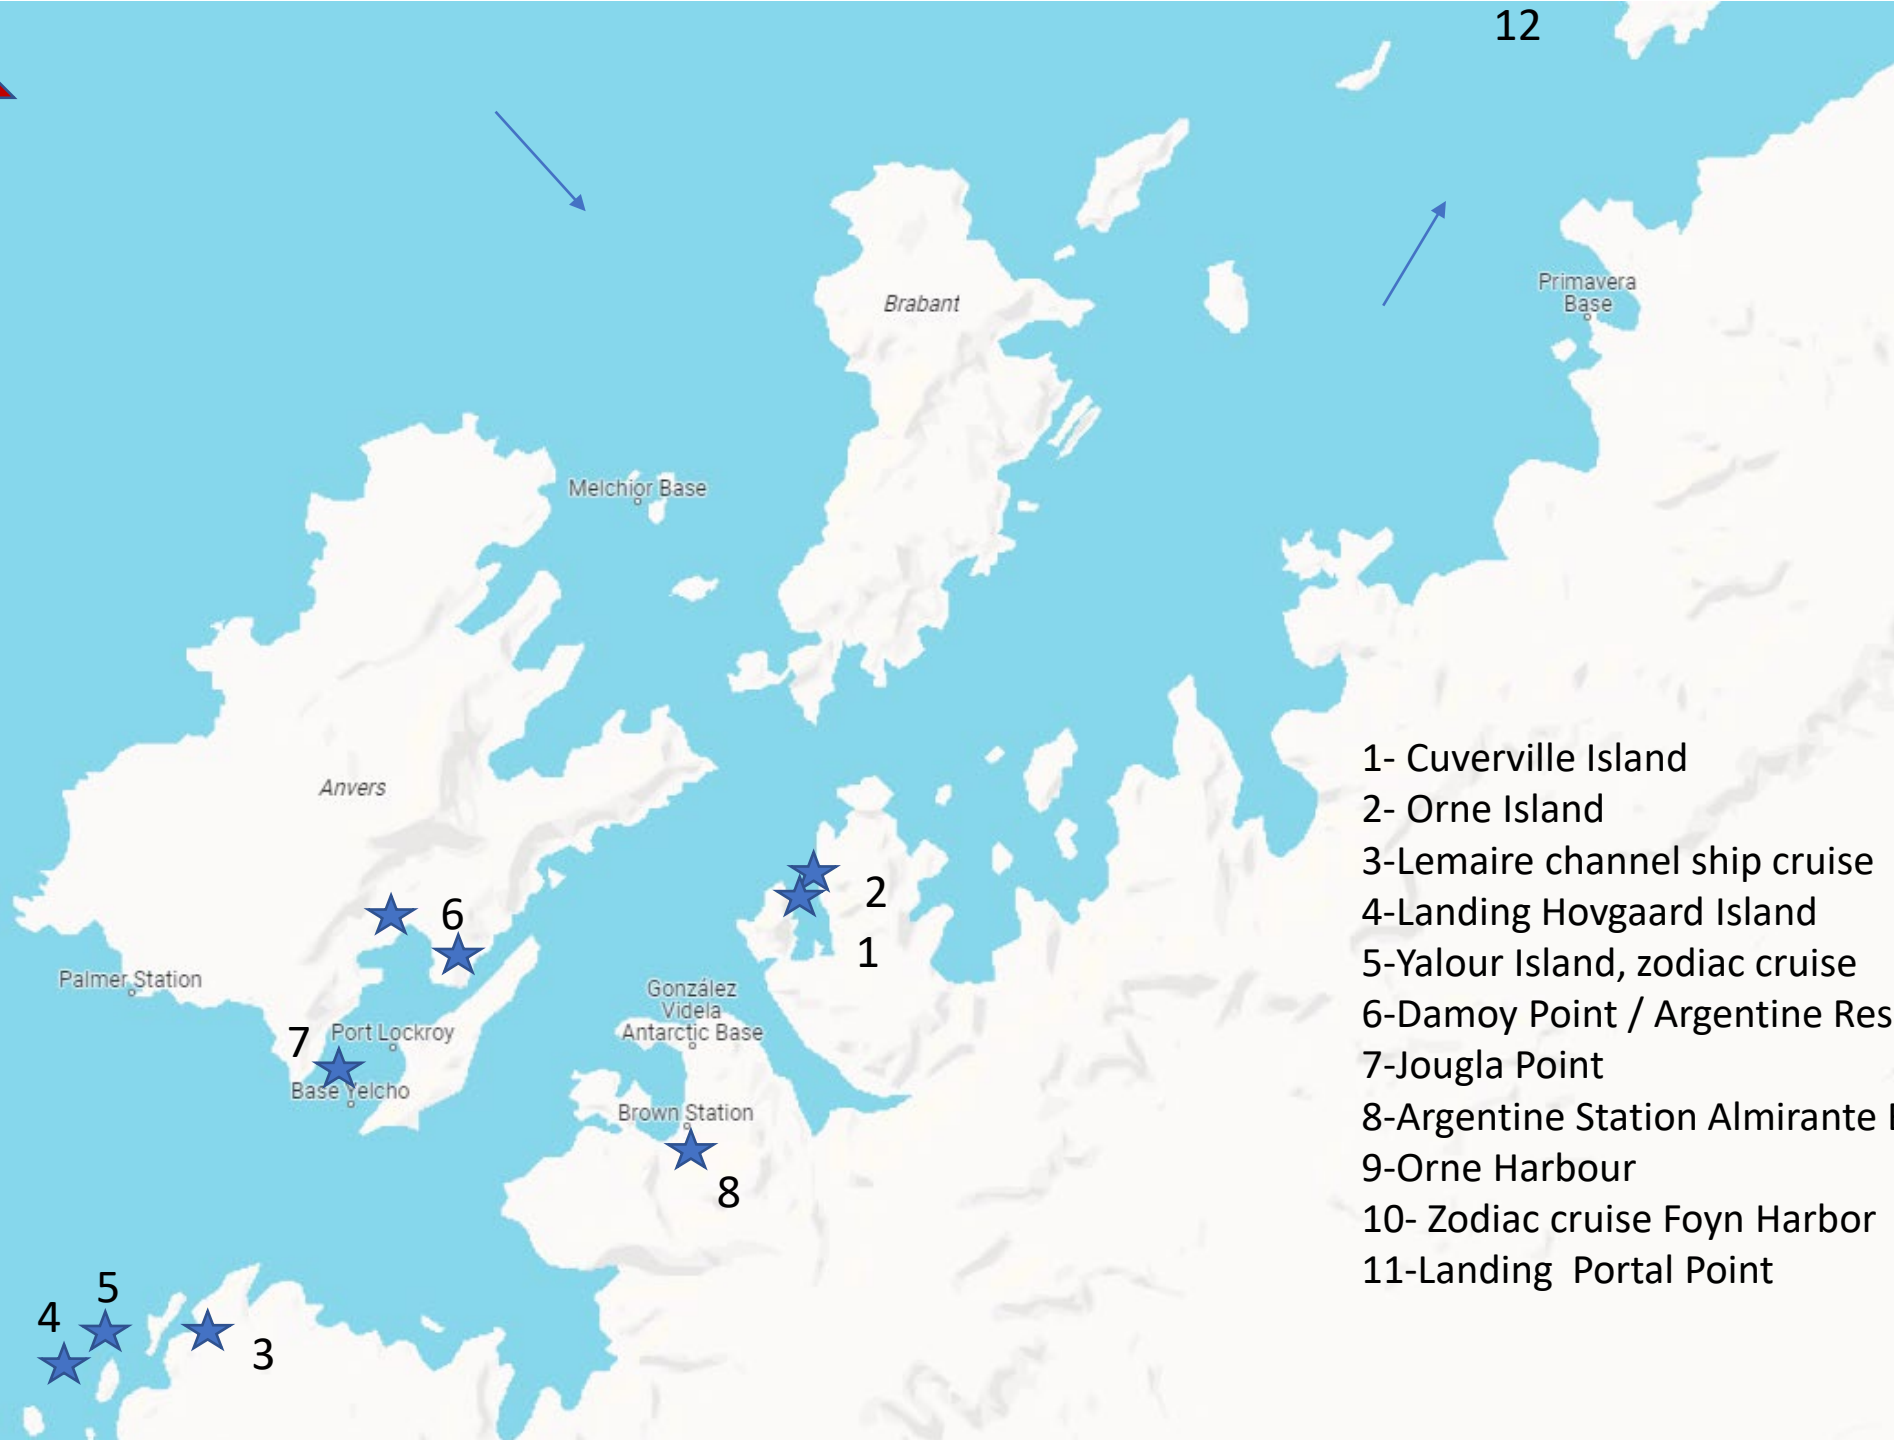 12
Primavera
Base
Brabant
Melchior Base
Anvers
1- Cuverville Island
2- Orne Island
3-Lemaire channel ship cruise
4-Landing Hovgaard Island
5-Yalour Island, zodiac cruise
6-Damoy Point / Argentine Res
7-Jougla Point
8-Argentine Station Almirante
9-Orne Harbour
10- Zodiac cruise Foyn Harbor
11-Landing  Portal Point
2
6
1
Palmer Station
González
Videla
Antarctic Base
7
Port Lockroy
Base Yelcho
Brown Station
8
5
4
3